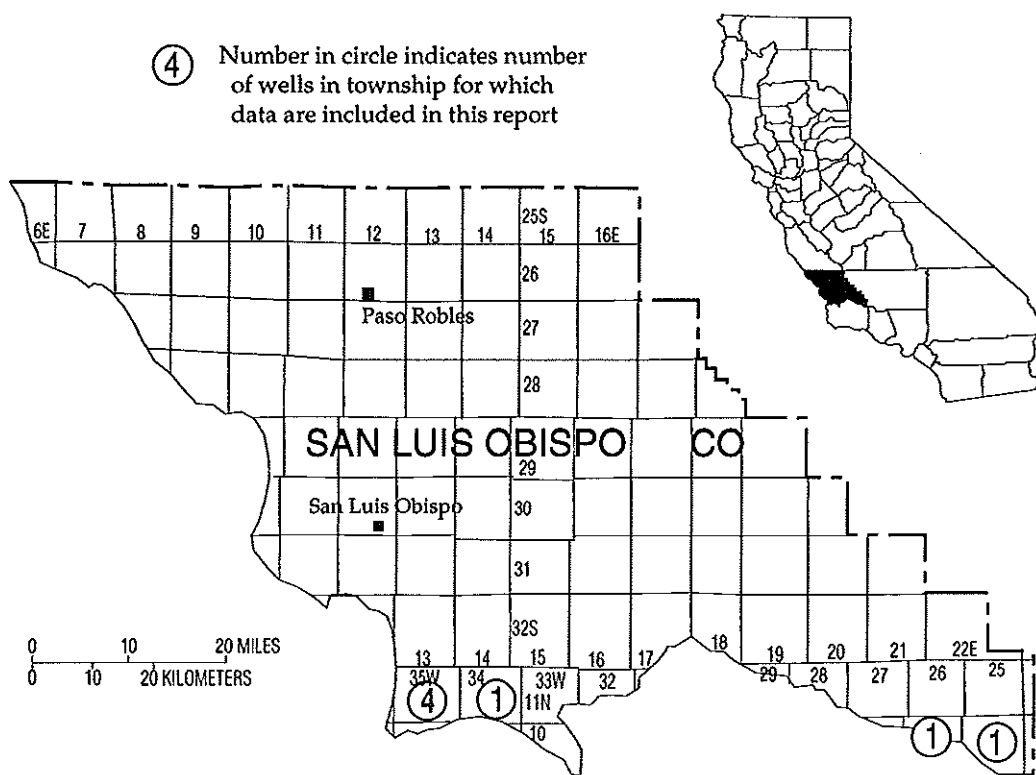 4 Number in circle indicates number
of wells in township for which
data are included in this report
25S
6E 7 8 9 10 11 12 13 14 15 16E
26
Paso Robles
27
28
SAN LUIS OBISPO CO
29
San Luis Obispo
30
31
32S
18
0 10 20 MILES
0 10 20 KILOMETERS
13 14 15 16 17 19 20 21 22E 25
35W 34 33W 32 29 28 27 26
4 1 11N
10 1 1